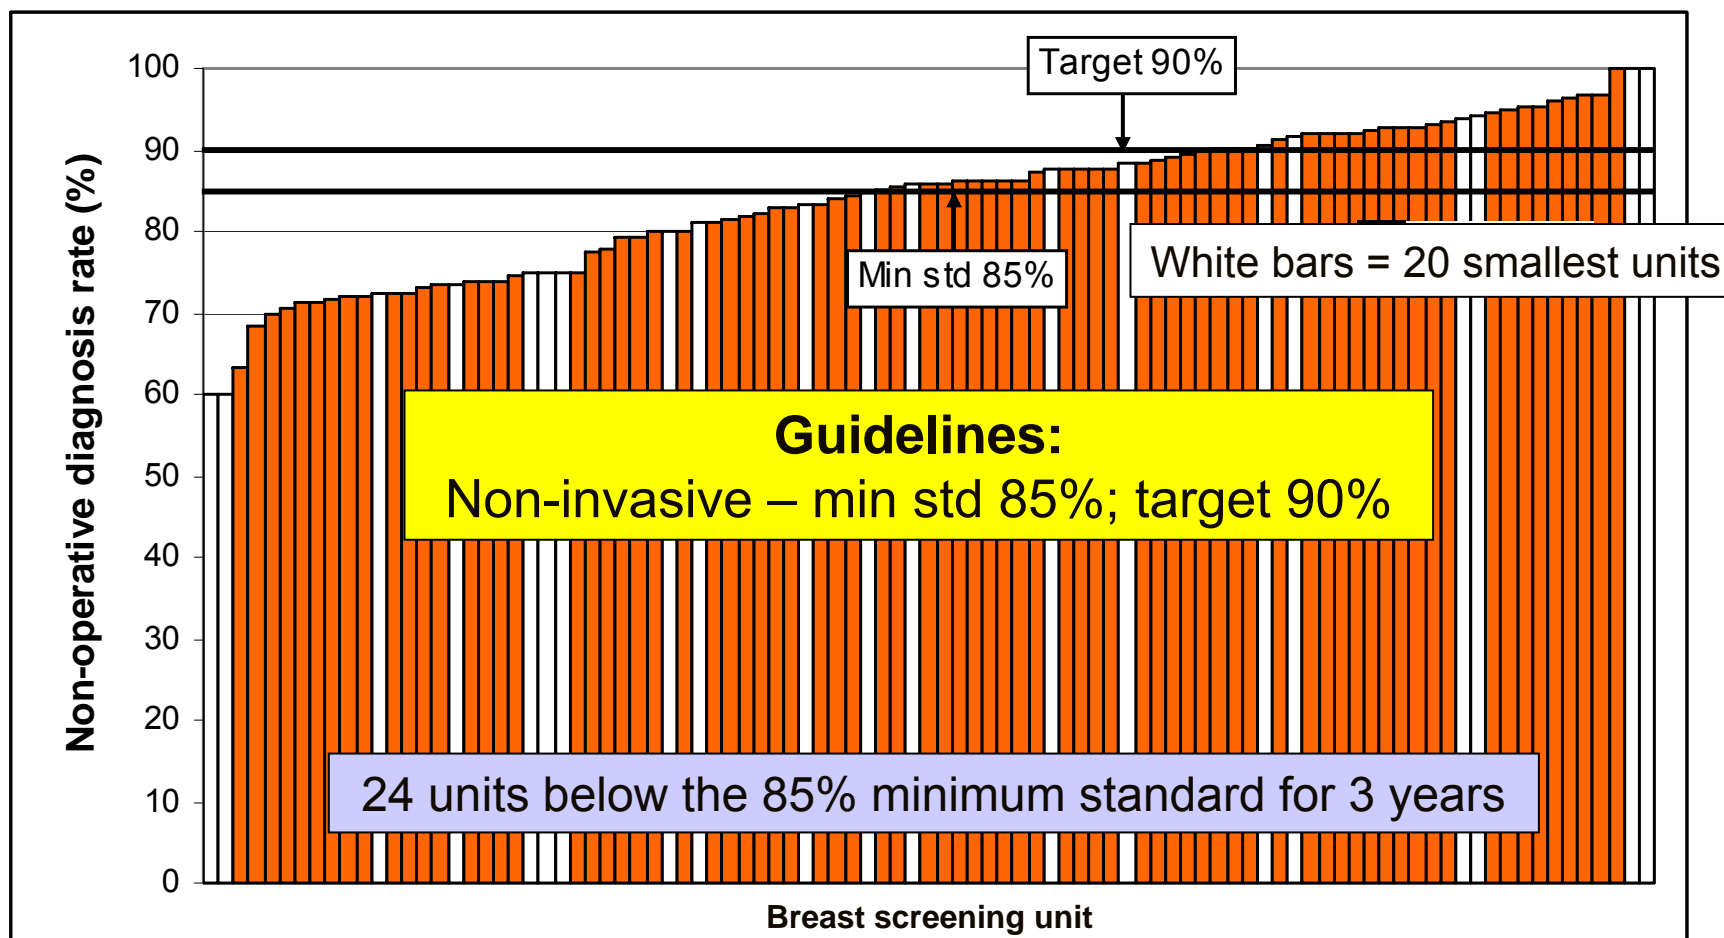 Target 90%
100
90
80
70
60
50
40
30
20
10
0
Non-operative diagnosis rate (%)
White bars = 20 smallest units
Min std 85%
Guidelines:
Non-invasive – min std 85%; target 90%
24 units below the 85% minimum standard for 3 years
Breast screening unit